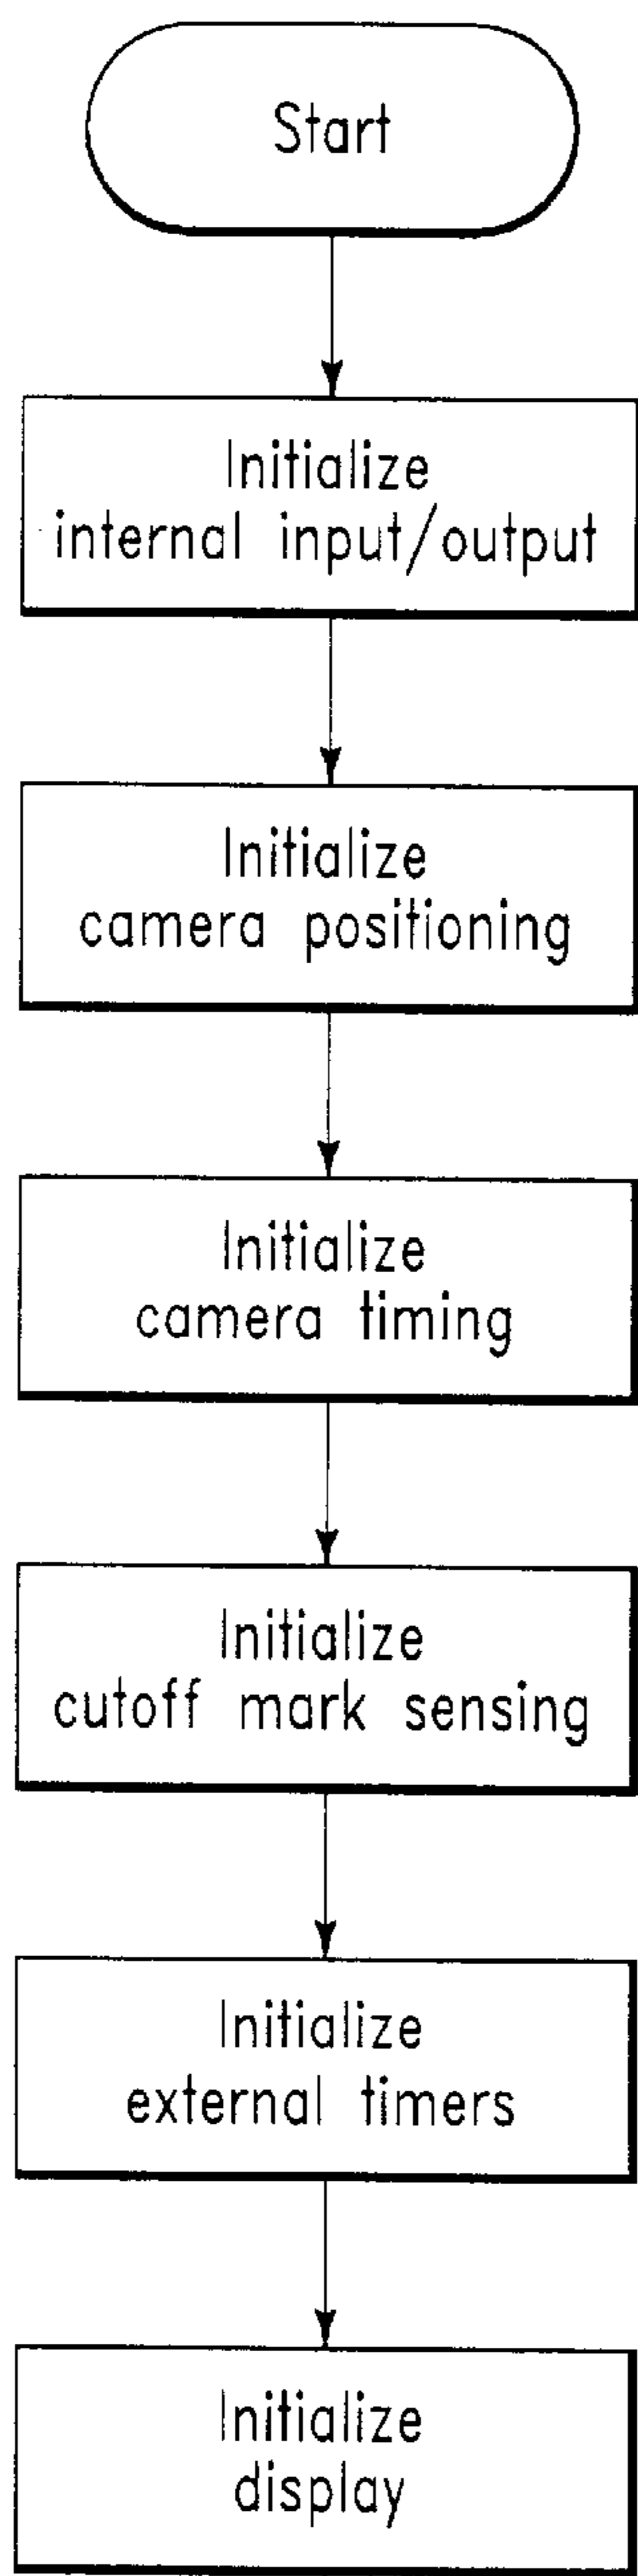 Start
Initialize
internal input/output
Initialize
camera positioning
Initialize
camera timing
Initialize
cutoff mark sensing
Initialize
external timers
Initialize
display